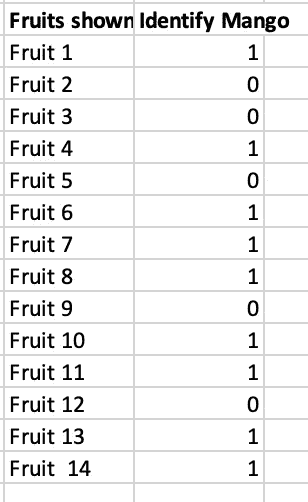 Fruits shown Identify Mango
Fruit 1 1
Fruit 2 0
Fruit 3 0
Fruit 4 1
Fruit 5 0
Fruit 6 1
Fruit 7 1
Fruit 8 1
Fruit 9 0
Fruit 10 1
Fruit 11 1
Fruit 12 0
Fruit 13 1
Fruit  14 1